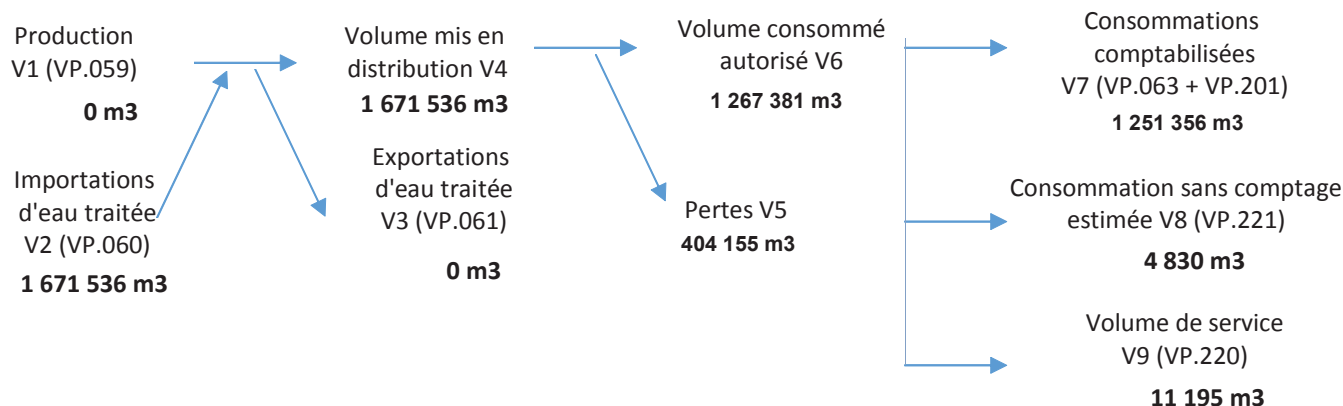 Production
V1 (VP.059)
0 m3
Importations
d'eau traitée
V2 (VP.060)
1 671 536 m3
Volume mis en
distribution V4
1 671 536 m3
Exportations
d'eau traitée
V3 (VP.061)
0 m3
Volume consommé
autorisé V6
1 267 381 m3
Pertes V5
404 155 m3
Consommations
comptabilisées
V7 (VP.063 + VP.201)
1 251 356 m3
Consommation sans comptage
estimée V8 (VP.221)
4 830 m3
Volume de service
V9 (VP.220)
11 195 m3